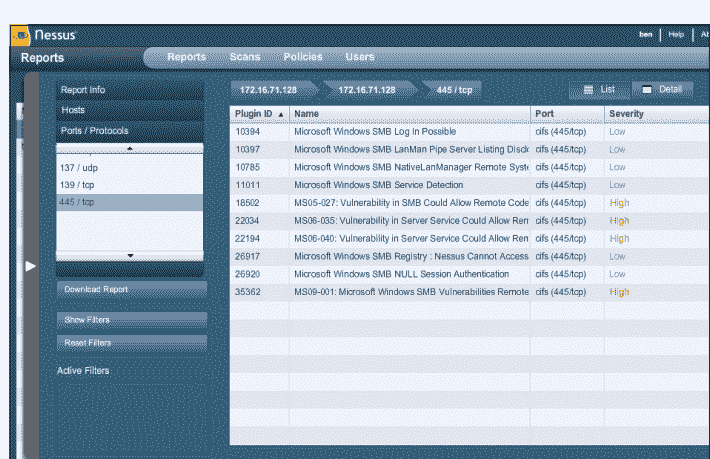 Nessus
ben | Help | Ab
Reports
Reports Scans Policies Users
Report Info
Hosts
Ports / Protocols
137 / udp
139 / tcp
445 / tcp
Download Report
Show Filters
Reset Filters
Active Filters
172.16.71.128 172.16.71.128 445 / tcp
List Detail
Plugin ID ▲ Name Port Severity
10394 Microsoft Windows SMB Log In Possible cifs (445/tcp) Low
10397 Microsoft Windows SMB LanMan Pipe Server Listing Disclo cifs (445/tcp) Low
10785 Microsoft Windows SMB NativeLanManager Remote Syste cifs (445/tcp) Low
11011 Microsoft Windows SMB Service Detection cifs (445/tcp) Low
18502 MS05-027: Vulnerability in SMB Could Allow Remote Code cifs (445/tcp) High
22034 MS06-035: Vulnerability in Server Service Could Allow Rem cifs (445/tcp) High
22194 MS06-040: Vulnerability in Server Service Could Allow Rem cifs (445/tcp) High
26917 Microsoft Windows SMB Registry : Nessus Cannot Access cifs (445/tcp) Low
26920 Microsoft Windows SMB NULL Session Authentication cifs (445/tcp) Low
35362 MS09-001: Microsoft Windows SMB Vulnerabilities Remote cifs (445/tcp) High